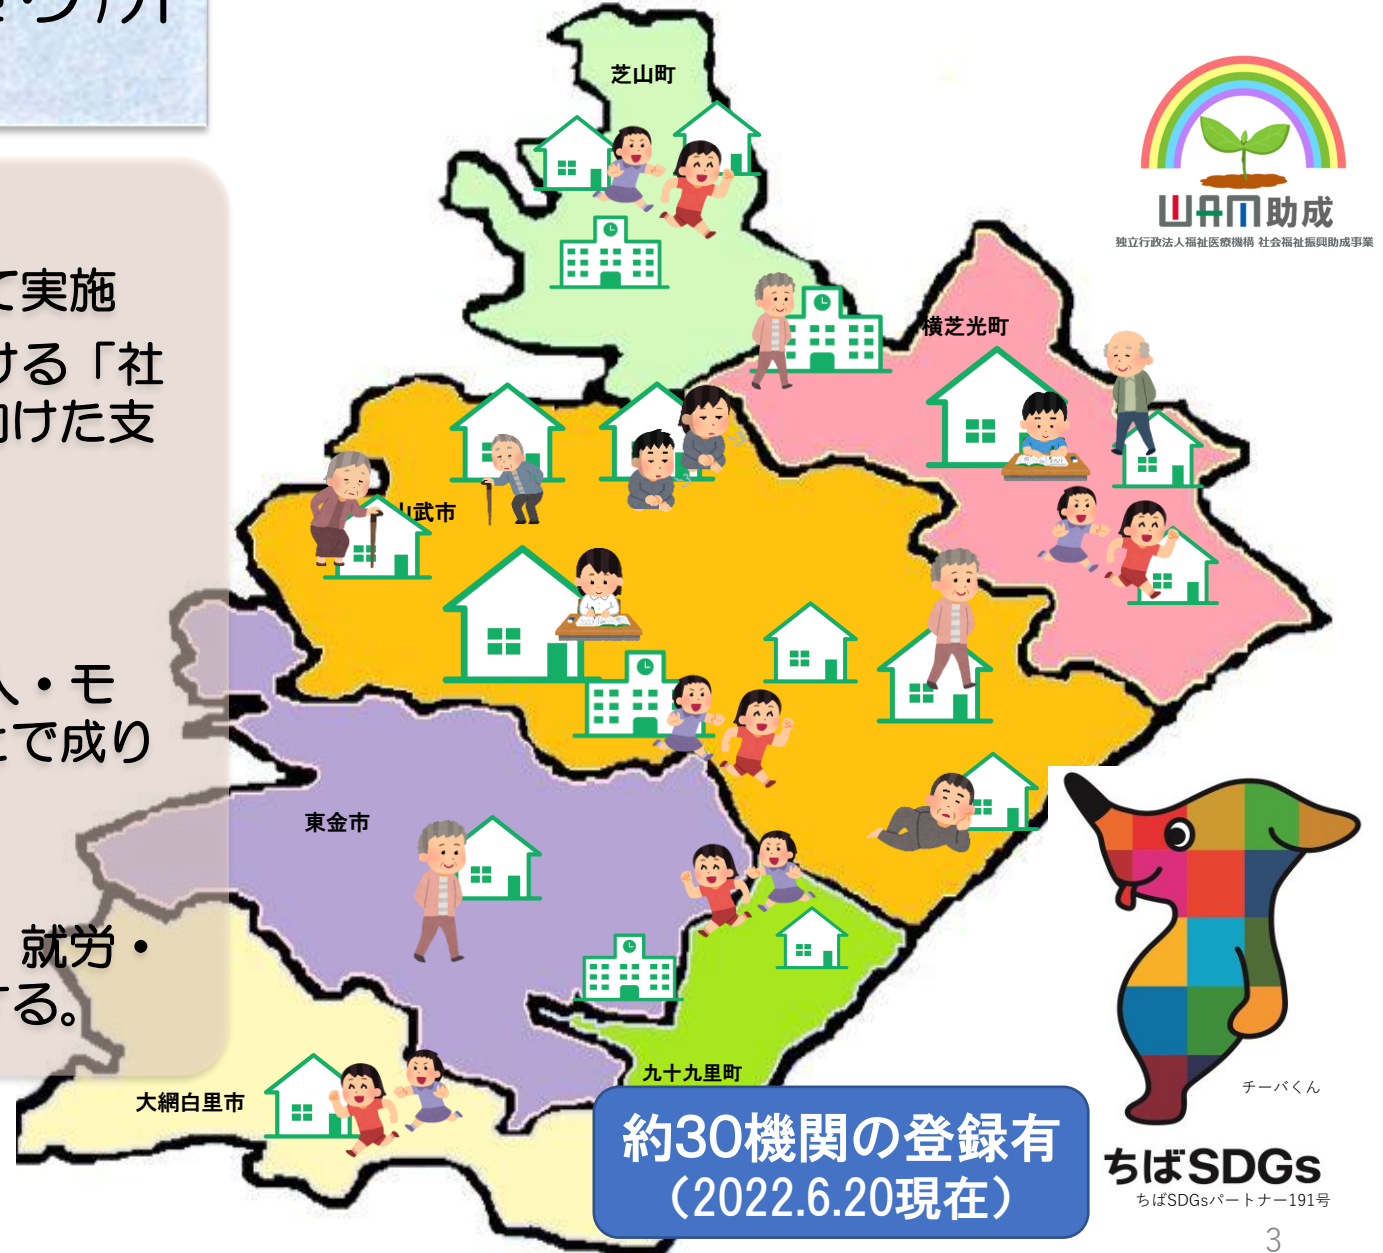 て実施
ける「社
向けた支
人・モ
とで成り
就労・
する。
芝山町
横芝光町
山武市
東金市
大網白里市
九十九里町
WAM助成
独立行政法人福祉医療機構 社会福祉振興助成事業
約30機関の登録有
（2022.6.20現在）
チーバくん
ちばSDGs
ちばSDGsパートナー191号
3